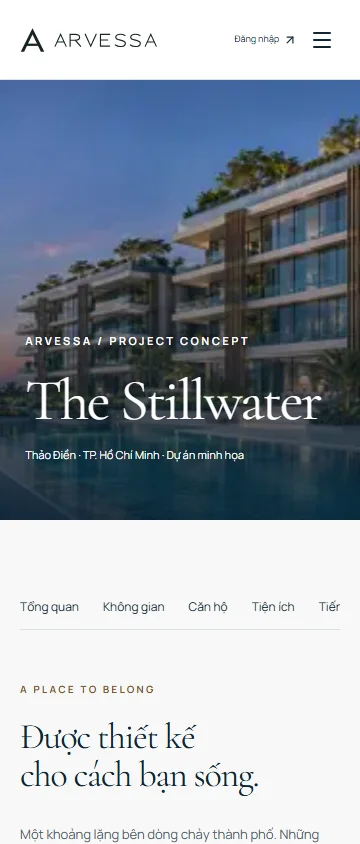 ARVESSA
Đăng nhập
ARVESSA / PROJECT CONCEPT
The Stillwater
Thảo Điền · TP. Hồ Chí Minh · Dự án minh họa
Tổng quan Không gian Căn hộ Tiện ích Tiến
A PLACE TO BELONG
Được thiết kế
cho cách bạn sống.
Một khoảng lặng bên dòng chảy thành phố. Những